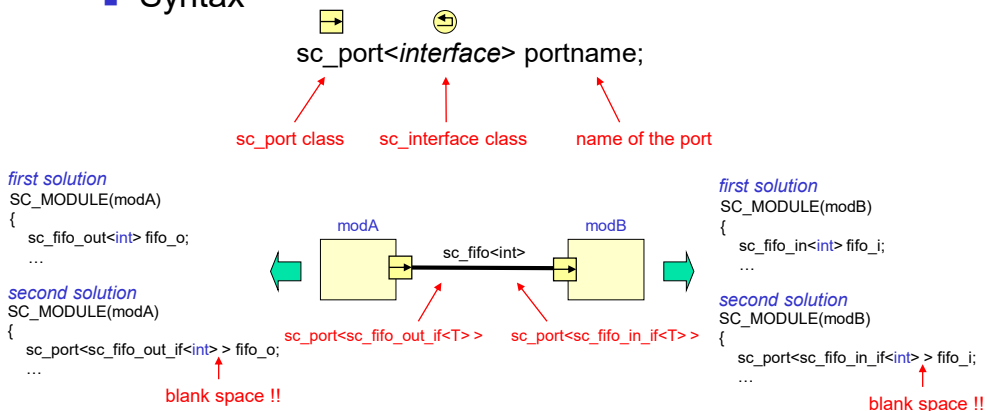 Syntax
sc_port<interface> portname;
sc_port class
sc_interface class
name of the port
first solution
SC_MODULE(modA)
{
sc_fifo_out<int> fifo_o;
…
second solution
SC_MODULE(modA)
{
sc_port<sc_fifo_out_if<int> > fifo_o;
…
blank space !!
modA
sc_fifo<int>
modB
sc_port<sc_fifo_out_if<T> >
sc_port<sc_fifo_in_if<T> >
first solution
SC_MODULE(modB)
{
sc_fifo_in<int> fifo_i;
…
second solution
SC_MODULE(modB)
{
sc_port<sc_fifo_in_if<int> > fifo_i;
…
blank space !!